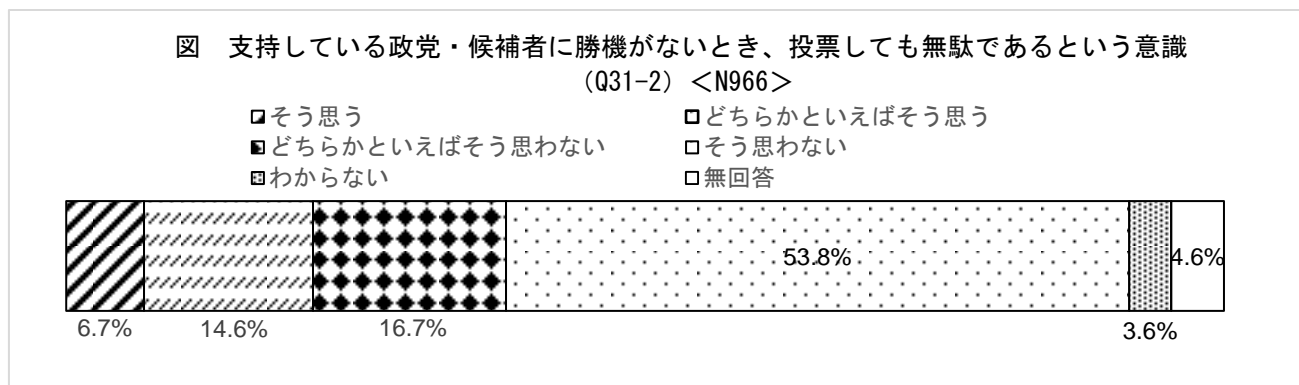 図　支持している政党・候補者に勝機がないとき、投票しても無駄であるという意識
（Q31-2）＜N966＞
そう思う　どちらかといえばそう思う
どちらかといえばそう思わない　そう思わない
わからない　無回答
53.8%　4.6%
6.7%　14.6%　16.7%　3.6%